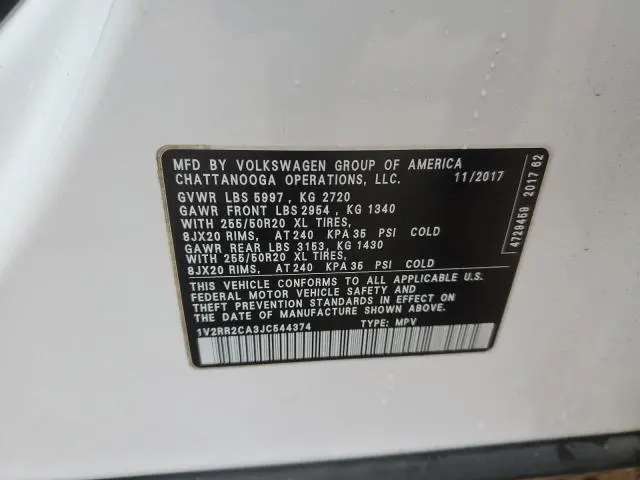 MFD BY VOLKSWAGEN GROUP OF AMERICA
CHATTANOOGA OPERATIONS, LLC. 11/2017
GVWR LBS 5997 , KG 2720
GAWR FRONT LBS 2954 , KG 1340
WITH 255/50R20 XL TIRES,
8JX20 RIMS, AT 240 KPA 35 PSI COLD
GAWR REAR LBS 3153, KG 1430
WITH 255/50R20 XL TIRES,
8JX20 RIMS, AT 240 KPA 35 PSI COLD
THIS VEHICLE CONFORMS TO ALL APPLICABLE U.S.
FEDERAL MOTOR VEHICLE SAFETY AND
THEFT PREVENTION STANDARDS IN EFFECT ON
THE DATE OF MANUFACTURE SHOWN ABOVE.
1V2RR2CA3JC544374 TYPE: MPV
4729459 2017 62